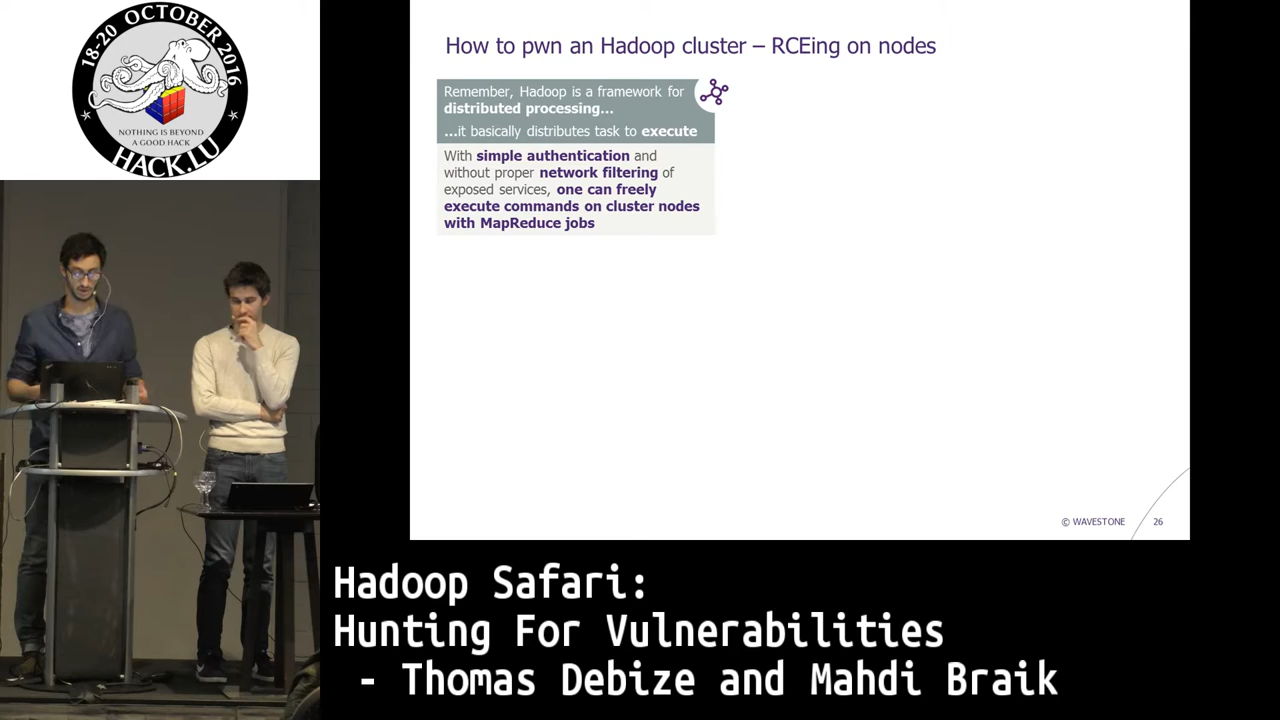 18-20 OCTOBER 2016
NOTHING IS BEYOND
A GOOD HACK
HACK.LU
How to pwn an Hadoop cluster – RCEing on nodes
Remember, Hadoop is a framework for
distributed processing...
...it basically distributes task to execute
With simple authentication and
without proper network filtering of
exposed services, one can freely
execute commands on cluster nodes
with MapReduce jobs
© WAVESTONE 26
Hadoop Safari:
Hunting For Vulnerabilities
- Thomas Debize and Mahdi Braik